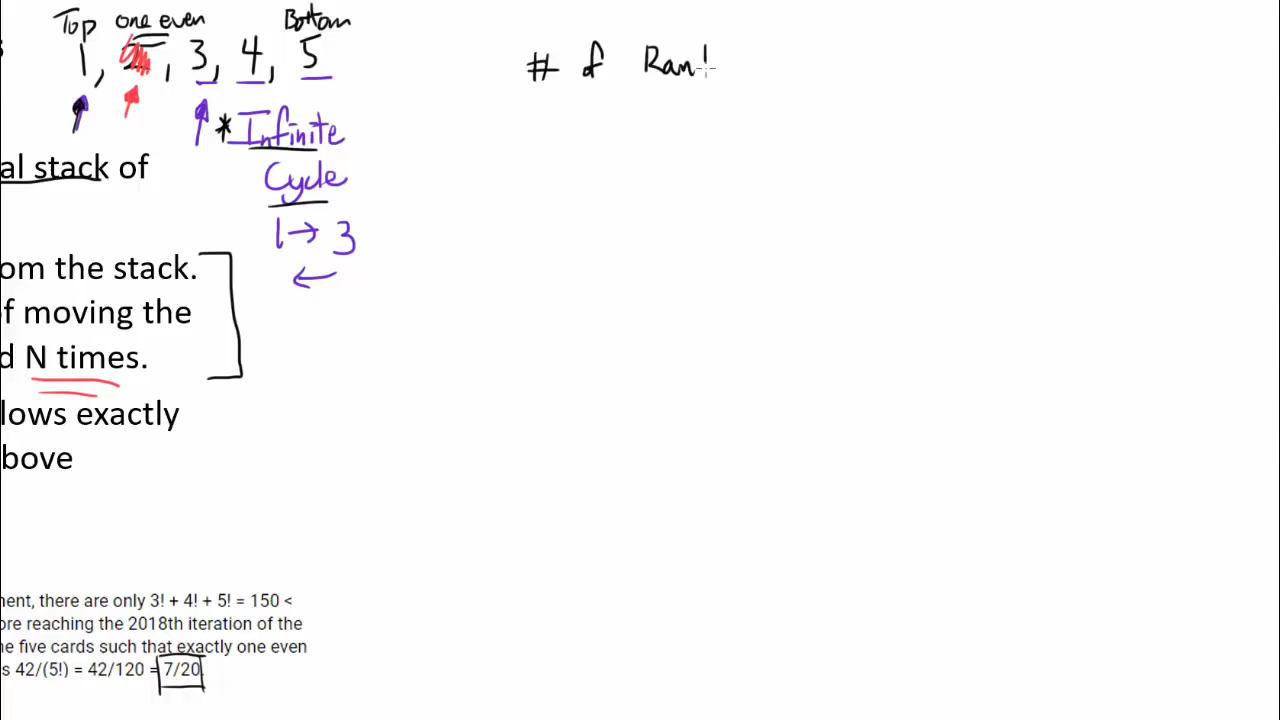 Top one even Bottom
1, , 3, 4, 5
# of Ran
* Infinite
Cycle
1 → 3
←
al stack of
om the stack.
f moving the
d N times.
lows exactly
bove
ent, there are only 3! + 4! + 5! = 150 <
ore reaching the 2018th iteration of the
e five cards such that exactly one even
s 42/(5!) = 42/120 = 7/20.